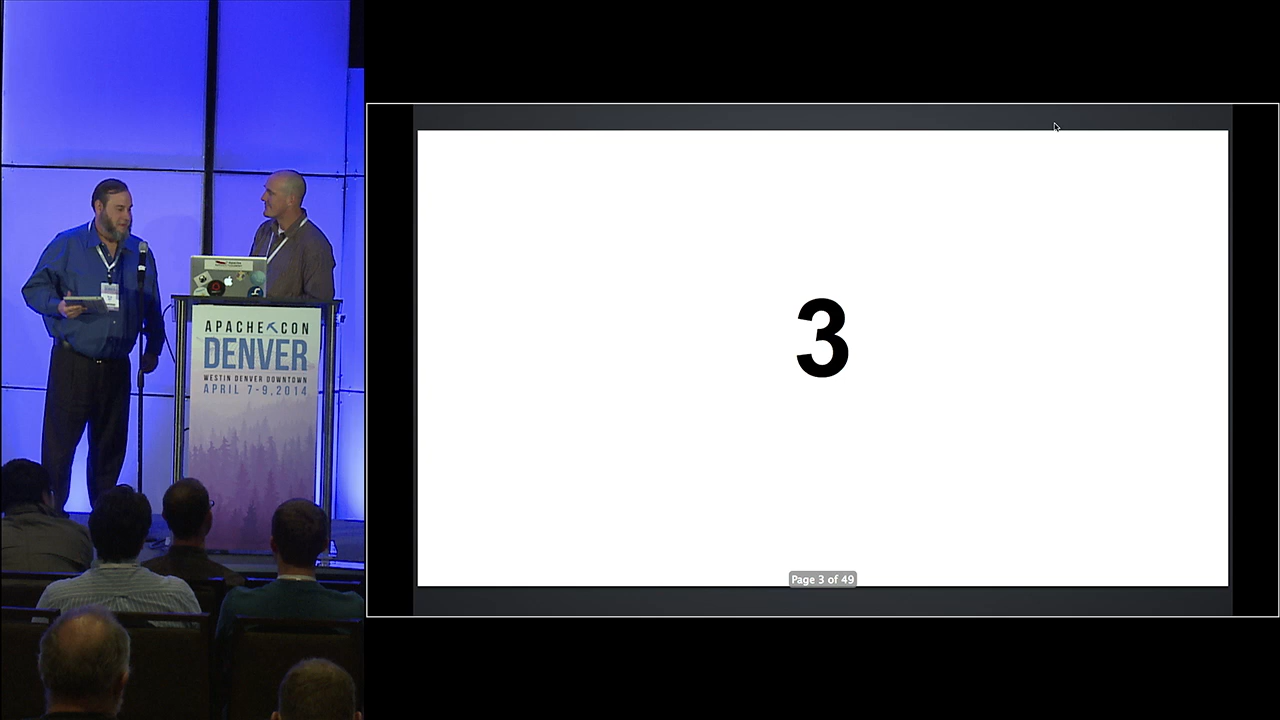 APACHE CON
DENVER
WESTIN DENVER DOWNTOWN
APRIL 7-9, 2014
3
Page 3 of 49